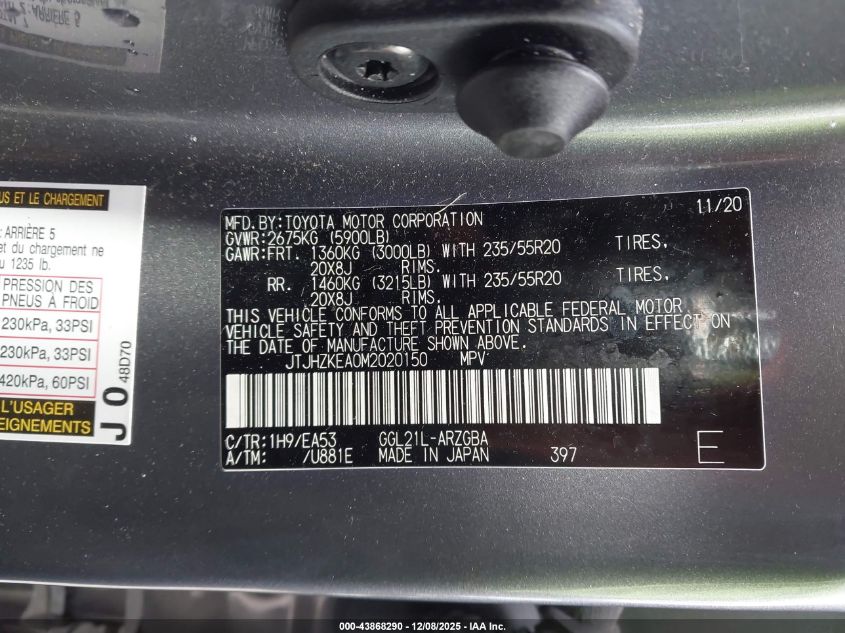 ARRIÈRE 5
US ET LE CHARGEMENT
: ARRIÈRE 5
et du chargement ne
u 1235 lb.
PRESSION DES
PNEUS À FROID
230kPa, 33PSI
230kPa, 33PSI
420kPa, 60PSI
L'USAGER
EIGNEMENTS
J 0 48D70
11/20
MFD.BY:TOYOTA MOTOR CORPORATION
GVWR:2675KG (5900LB)
GAWR:FRT. 1360KG (3000LB) WITH 235/55R20 TIRES,
20X8J RIMS.
RR. 1460KG (3215LB) WITH 235/55R20 TIRES,
20X8J RIMS.
THIS VEHICLE CONFORMS TO ALL APPLICABLE FEDERAL MOTOR
VEHICLE SAFETY AND THEFT PREVENTION STANDARDS IN EFFECT ON
THE DATE OF MANUFACTURE SHOWN ABOVE.
JTJHZKEA0M2020150 MPV
C/TR:1H9/EA53 GGL21L-ARZGBA
A/TM: /U881E MADE IN JAPAN 397 E
000-43868290 - 12/08/2025 - IAA Inc.